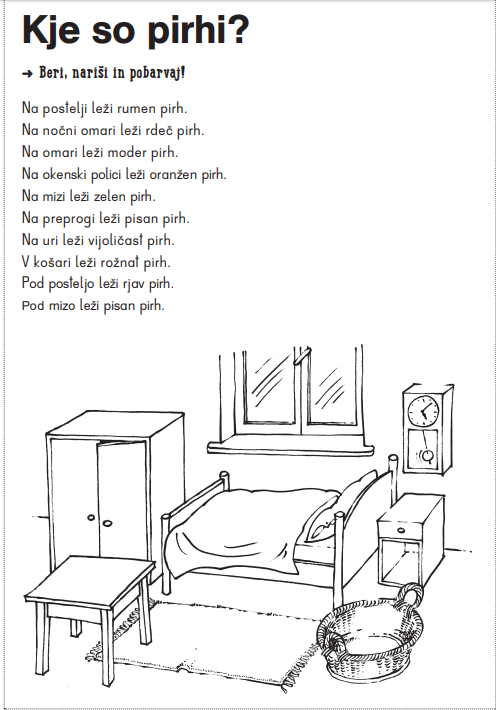 Kje so pirhi?
➜ Beri, nariši in pobarvaj!
Na postelji leži rumen pirh.
Na nočni omari leži rdeč pirh.
Na omari leži moder pirh.
Na okenski polici leži oranžen pirh.
Na mizi leži zelen pirh.
Na preprogi leži pisan pirh.
Na uri leži vijoličast pirh.
V košari leži rožnat pirh.
Pod posteljo leži rjav pirh.
Pod mizo leži pisan pirh.